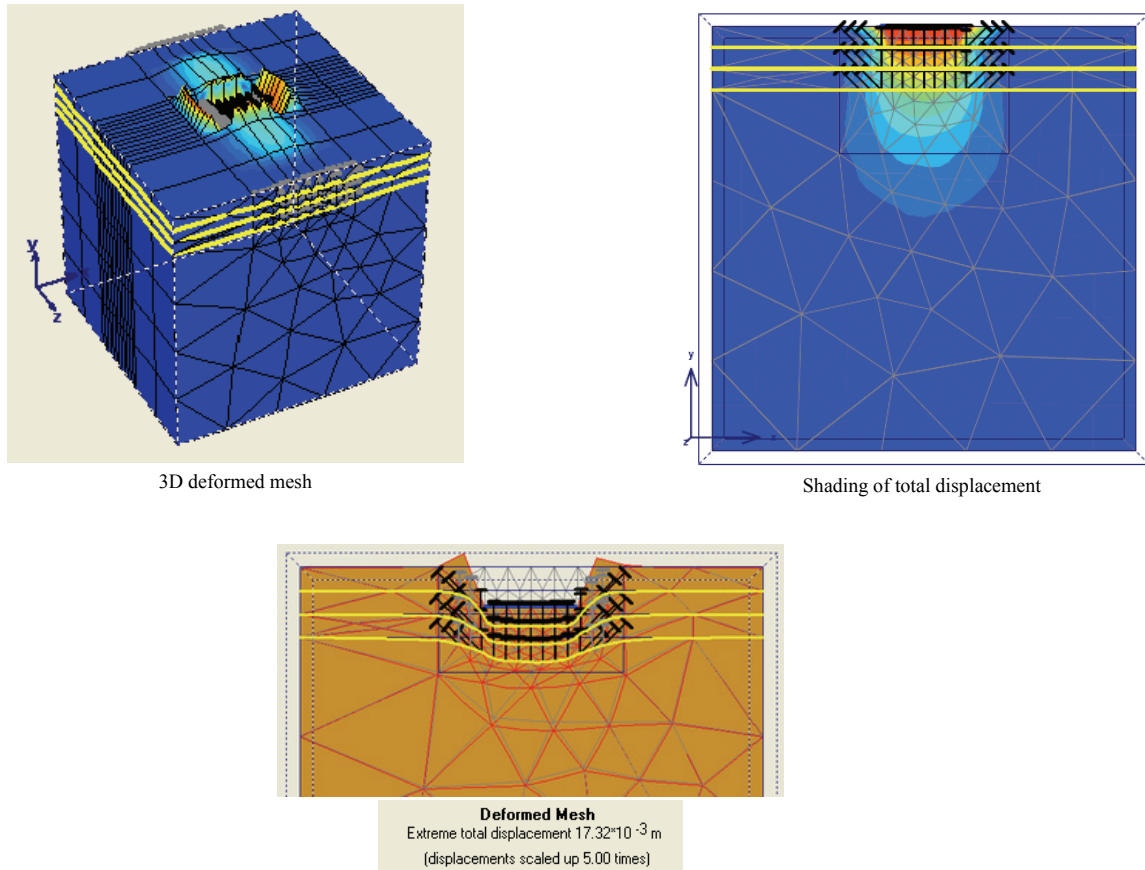 y
z
3D deformed mesh
y
z
x
Shading of total displacement
Deformed Mesh
Extreme total displacement 17.32*10 -3 m
(displacements scaled up 5.00 times)